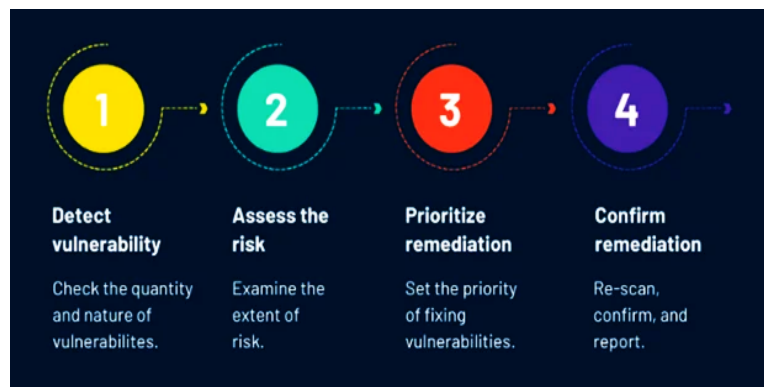 1
Detect
vulnerability
Check the quantity
and nature of
vulnerabilites.
2
Assess the
risk
Examine the
extent of
risk.
3
Prioritize
remediation
Set the priority
of fixing
vulnerabilities.
4
Confirm
remediation
Re-scan,
confirm, and
report.